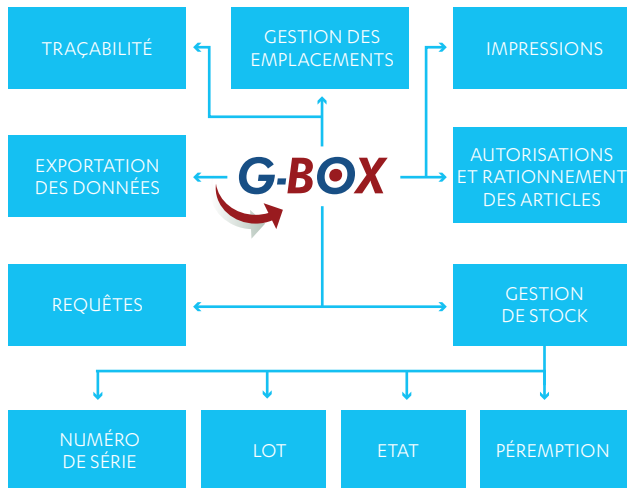 TRAÇABILITÉ
GESTION DES
EMPLACEMENTS
IMPRESSIONS
EXPORTATION
DES DONNÉES
G-BOX
AUTORISATIONS
ET RATIONNEMENT
DES ARTICLES
REQUÊTES
GESTION
DE STOCK
NUMÉRO
DE SÉRIE
LOT
ETAT
PÉREMPTION